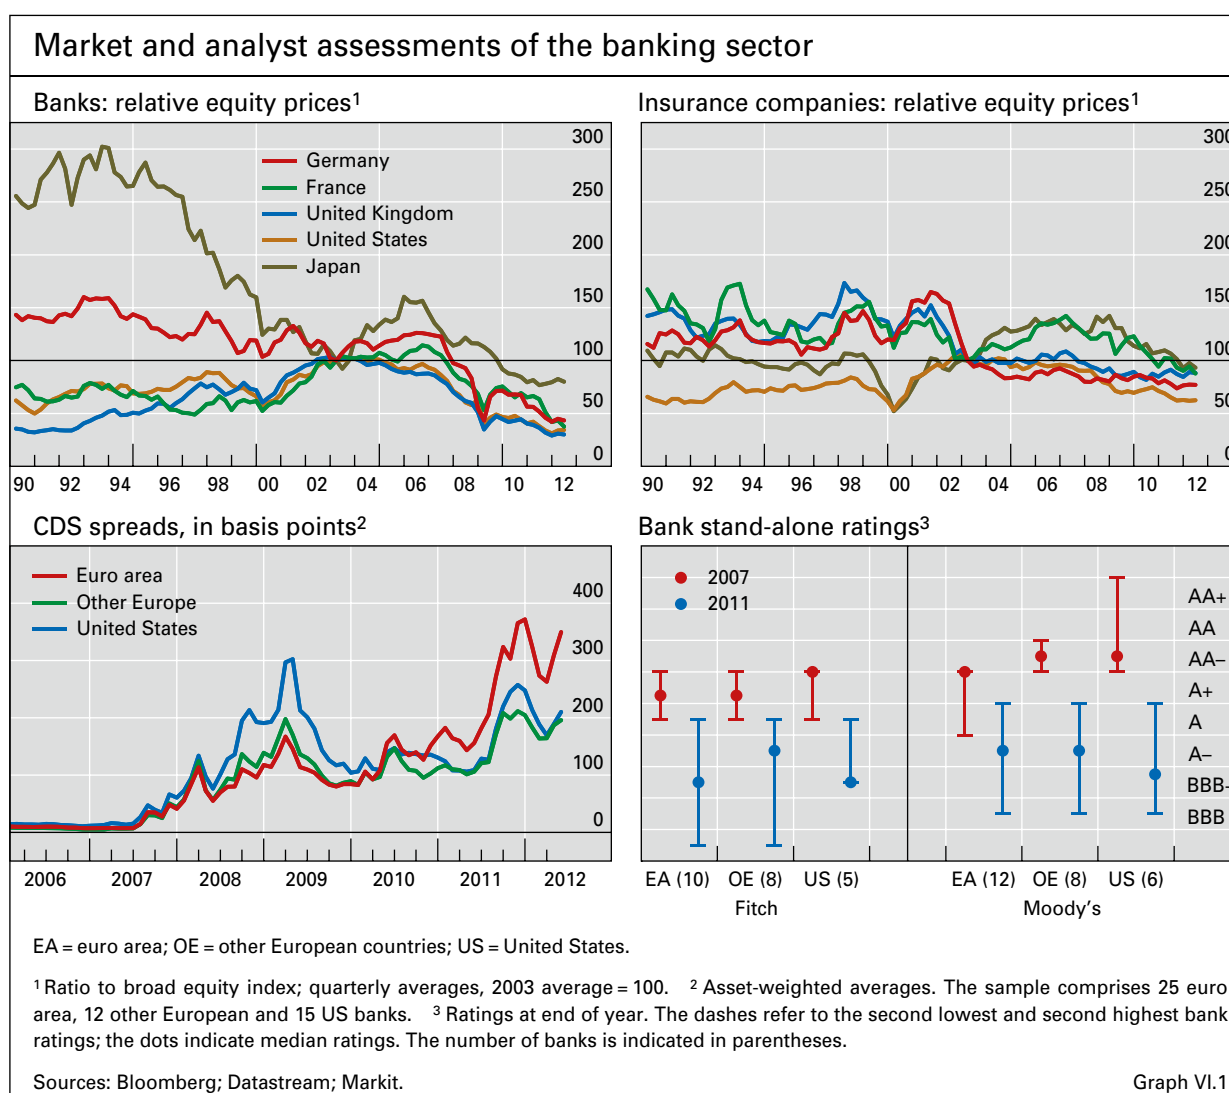 Market and analyst assessments of the banking sector
Banks: relative equity prices1
300
250
200
150
100
50
0
Germany
France
United Kingdom
United States
Japan
90 92 94 96 98 00 02 04 06 08 10 12
Insurance companies: relative equity prices1
300
250
200
150
100
50
0
90 92 94 96 98 00 02 04 06 08 10 12
CDS spreads, in basis points2
Euro area
Other Europe
United States
400
300
200
100
0
2006 2007 2008 2009 2010 2011 2012
Bank stand-alone ratings3
2007
2011
AA+
AA
AA–
A+
A
A–
BBB
EA (10) OE (8) US (5) EA (12) OE (8) US (6)
Fitch Moody's
EA = euro area; OE = other European countries; US = United States.
1 Ratio to broad equity index; quarterly averages, 2003 average = 100. 2 Asset-weighted averages. The sample comprises 25 euro
area, 12 other European and 15 US banks. 3 Ratings at end of year. The dashes refer to the second lowest and second highest bank
ratings; the dots indicate median ratings. The number of banks is indicated in parentheses.
Sources: Bloomberg; Datastream; Markit.
Graph VI.1